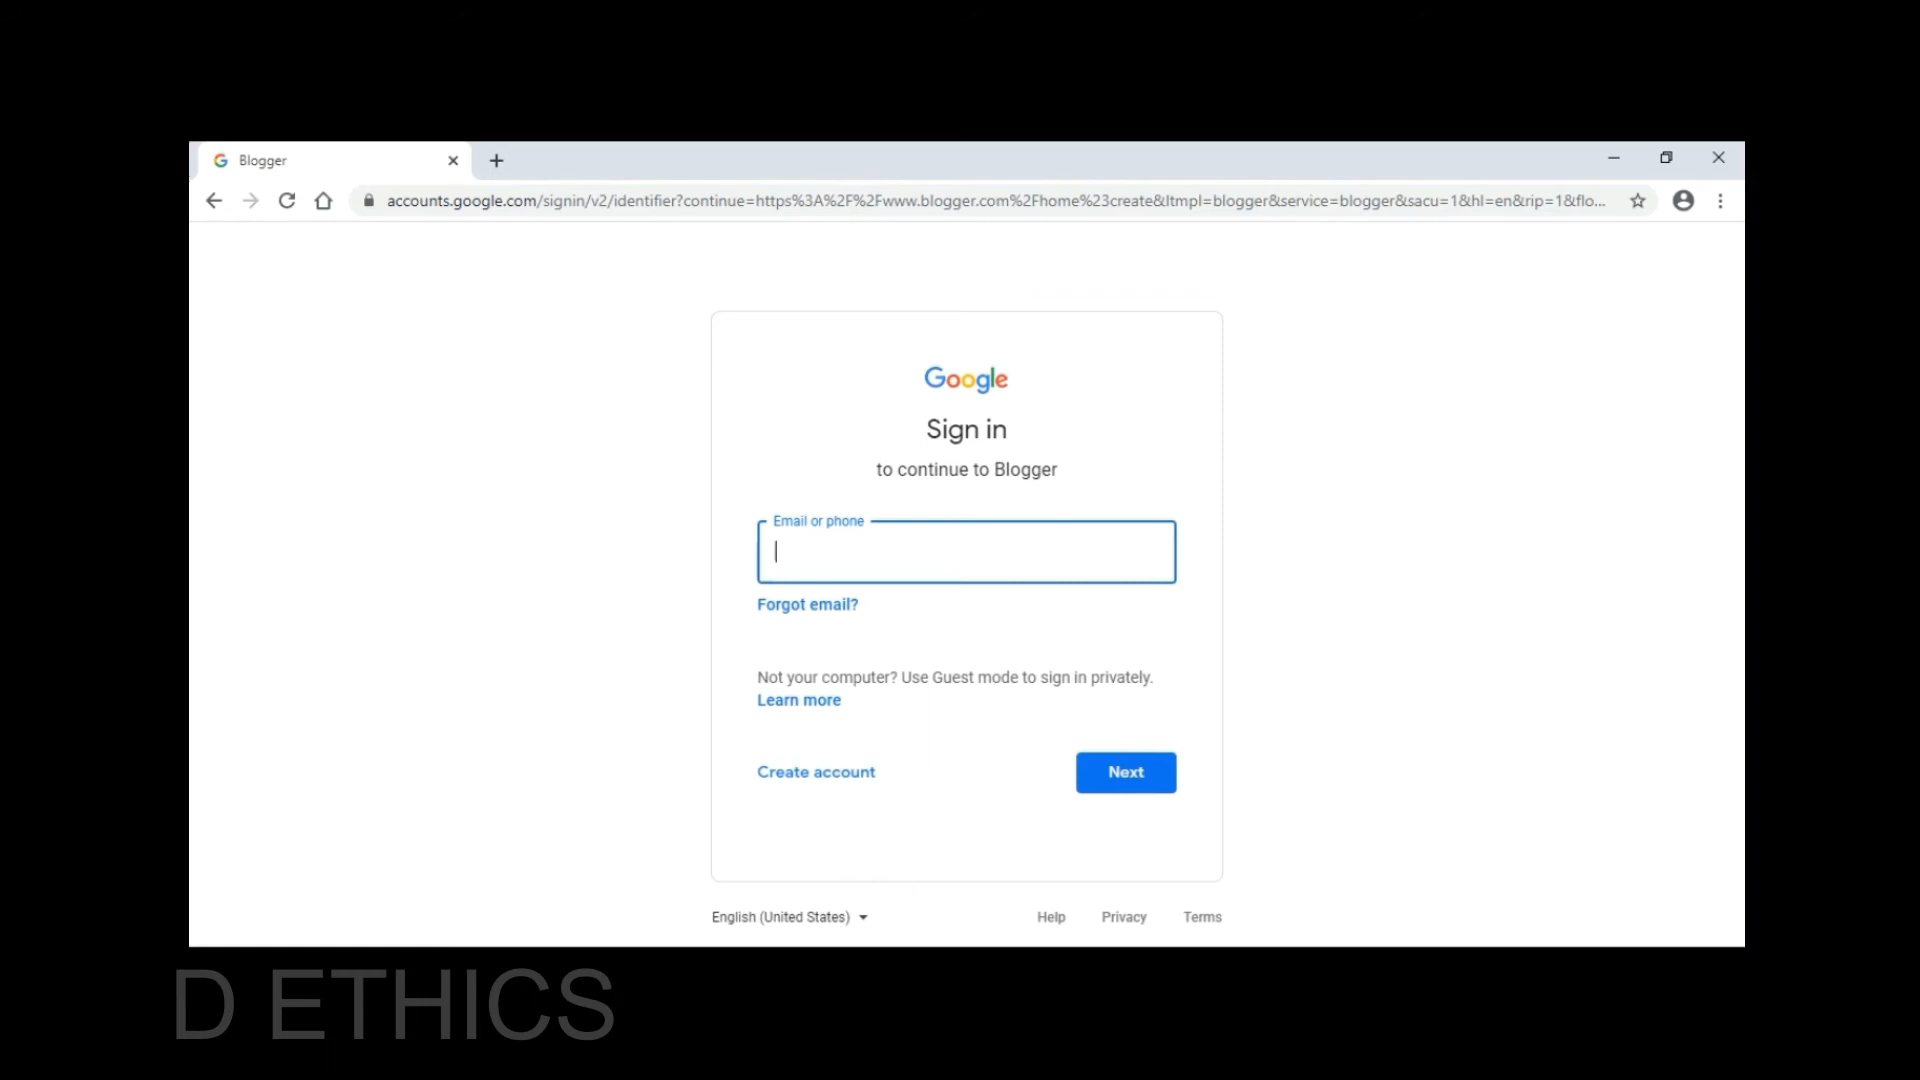 Blogger
accounts.google.com/signin/v2/identifier?continue=https%3A%2F%2Fwww.blogger.com%2Fhome%23create&ltmpl=blogger&service=blogger&sacu=1&hl=en&rip=1&flo...
Google
Sign in
to continue to Blogger
Email or phone
Forgot email?
Not your computer? Use Guest mode to sign in privately.
Learn more
Create account
Next
English (United States)
Help Privacy Terms
D ETHICS